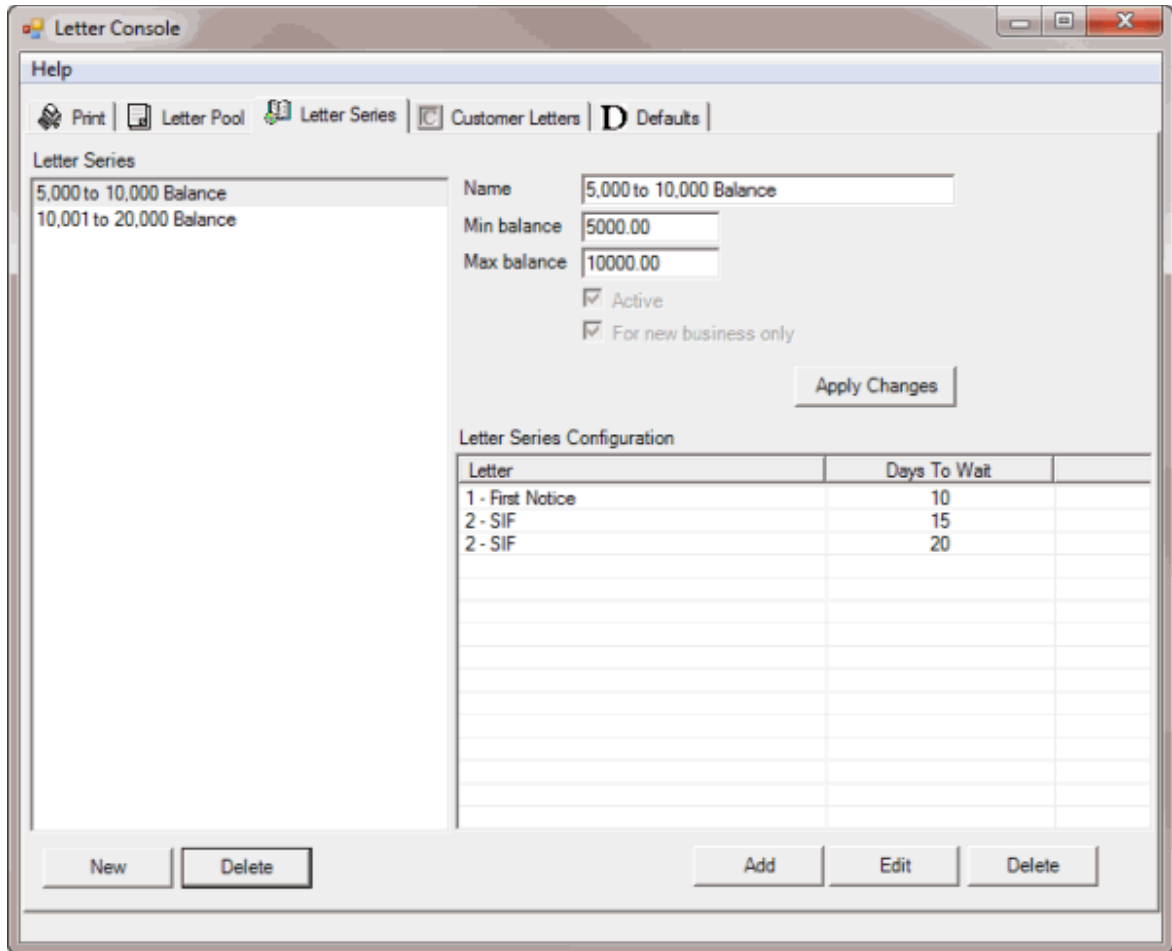 Letter Console
Help
Print Letter Pool Letter Series Customer Letters D Defaults
Letter Series
5,000 to 10,000 Balance
10,001 to 20,000 Balance
Name 5,000 to 10,000 Balance
Min balance 5000.00
Max balance 10000.00
Active
For new business only
Apply Changes
Letter Series Configuration
Letter Days To Wait
1 - First Notice 10
2 - SIF 15
2 - SIF 20
New Delete Add Edit Delete